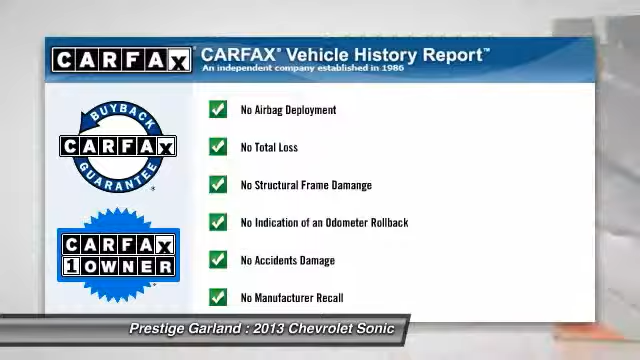 CARFAX
CARFAX® Vehicle History Report™
An independent company established in 1986
BUYBACK
CARFAX
GUARANTEE
CARFAX
1 OWNER
No Airbag Deployment
No Total Loss
No Structural Frame Damange
No Indication of an Odometer Rollback
No Accidents Damage
No Manufacturer Recall
Prestige Garland : 2013 Chevrolet Sonic